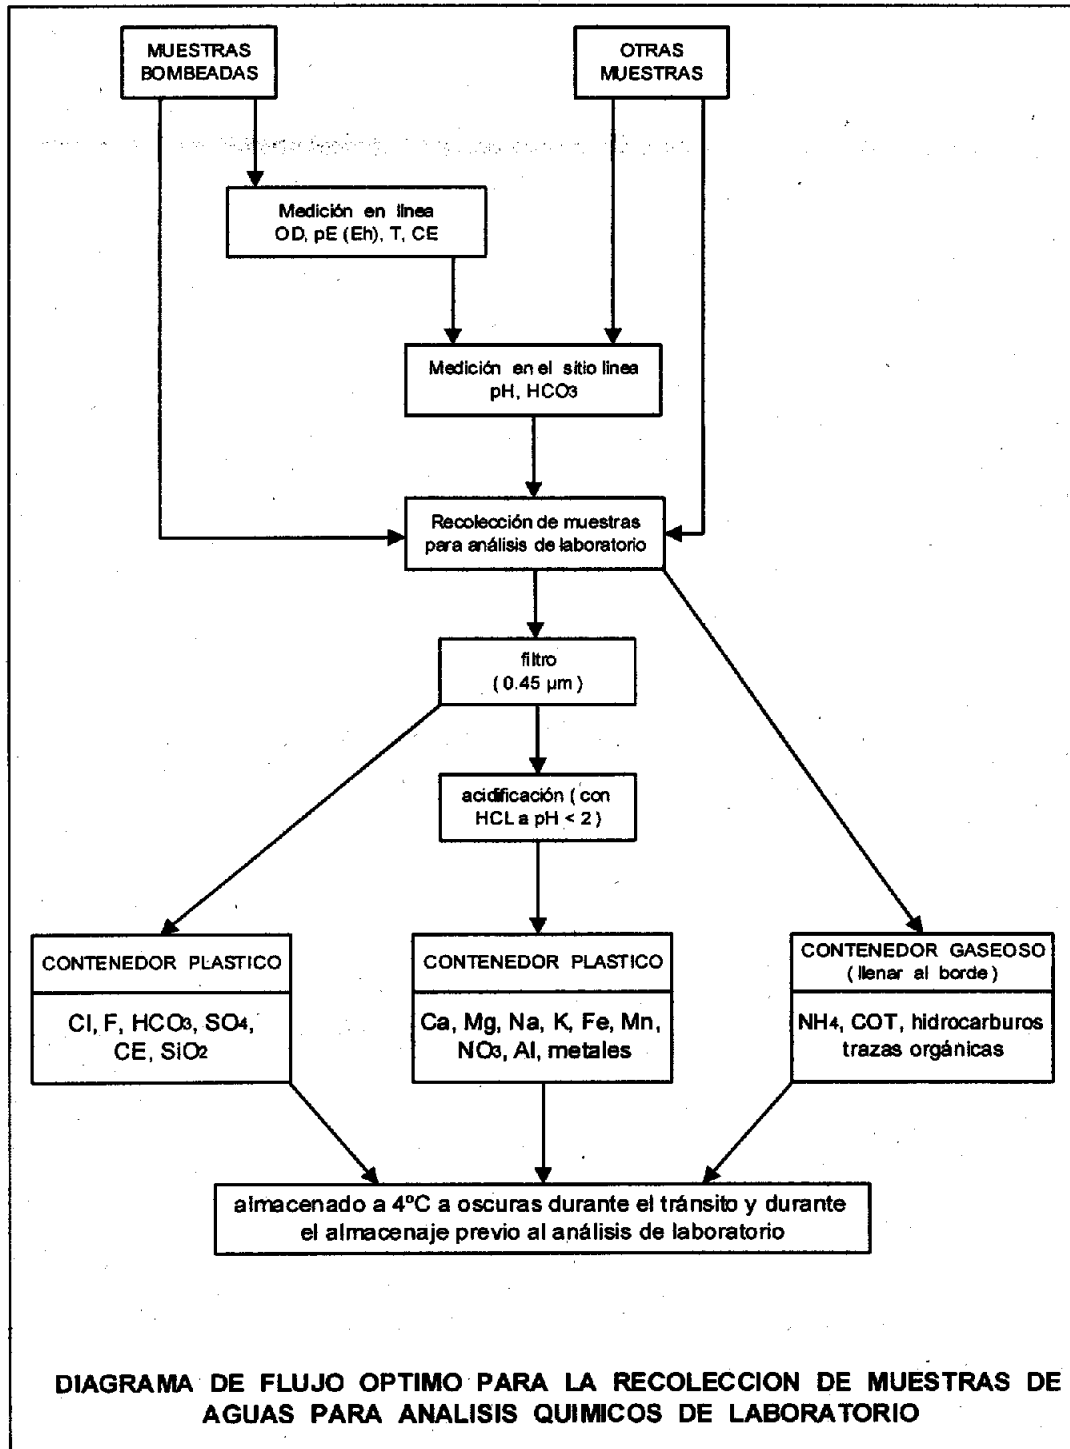 MUESTRAS
BOMBEADAS
OTRAS
MUESTRAS
Medición en linea
OD, pE (Eh), T, CE
Medición en el sitio linea
pH, HCO3
Recolección de muestras
para análisis de laboratorio
filtro
( 0.45 µm )
acidificación ( con
HCL a pH < 2 )
CONTENEDOR PLASTICO
Cl, F, HCO3, SO4,
CE, SiO2
CONTENEDOR PLASTICO
Ca, Mg, Na, K, Fe, Mn,
NO3, Al, metales
CONTENEDOR GASEOSO
(llenar al borde)
NH4, COT, hidrocarburos
trazas orgánicas
almacenado a 4ºC a oscuras durante el tránsito y durante
el almacenaje previo al análisis de laboratorio
DIAGRAMA DE FLUJO OPTIMO PARA LA RECOLECCION DE MUESTRAS DE
AGUAS PARA ANALISIS QUIMICOS DE LABORATORIO